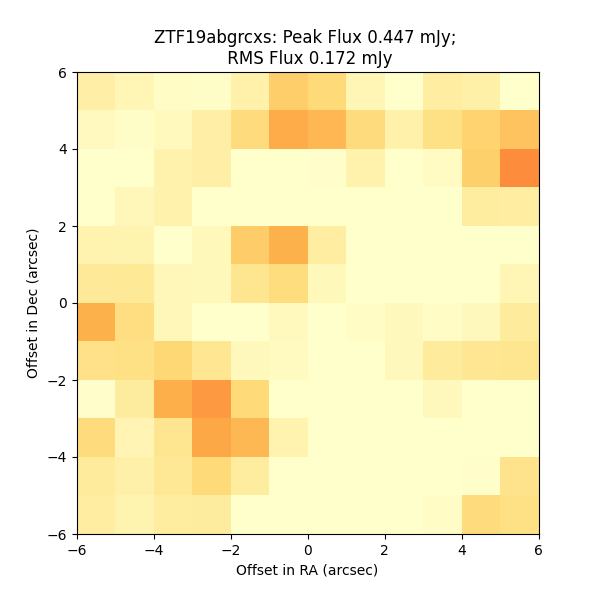 ZTF19abgrcxs: Peak Flux 0.447 mJy;
RMS Flux 0.172 mJy
6
4
2
0
−2
−4
−6
Offset in Dec (arcsec)
−6 −4 −2 0 2 4 6
Offset in RA (arcsec)